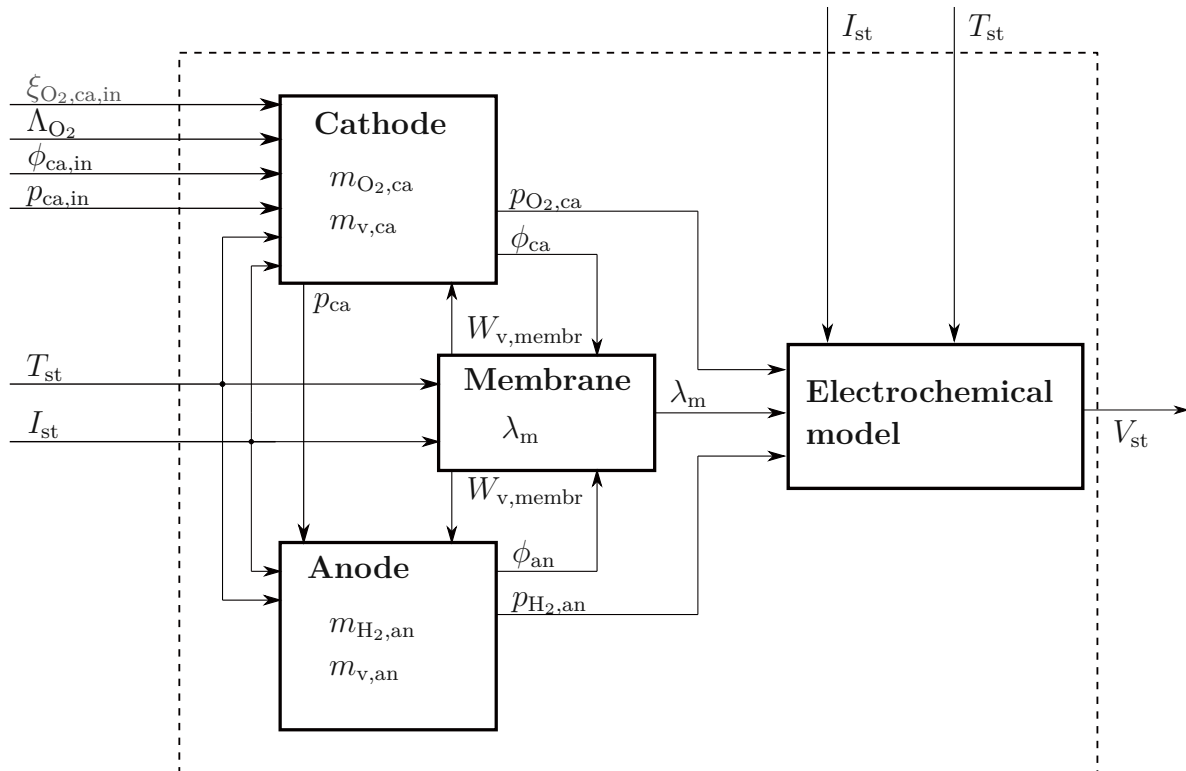 I_st
T_st
ξ_O₂,ca,in
Λ_O₂
ϕ_ca,in
p_ca,in
Cathode
m_O₂,ca
m_v,ca
p_O₂,ca
ϕ_ca
p_ca
W_v,membr
T_st
I_st
Membrane
λ_m
λ_m
Electrochemical
model
V_st
W_v,membr
Anode
m_H₂,an
m_v,an
ϕ_an
p_H₂,an